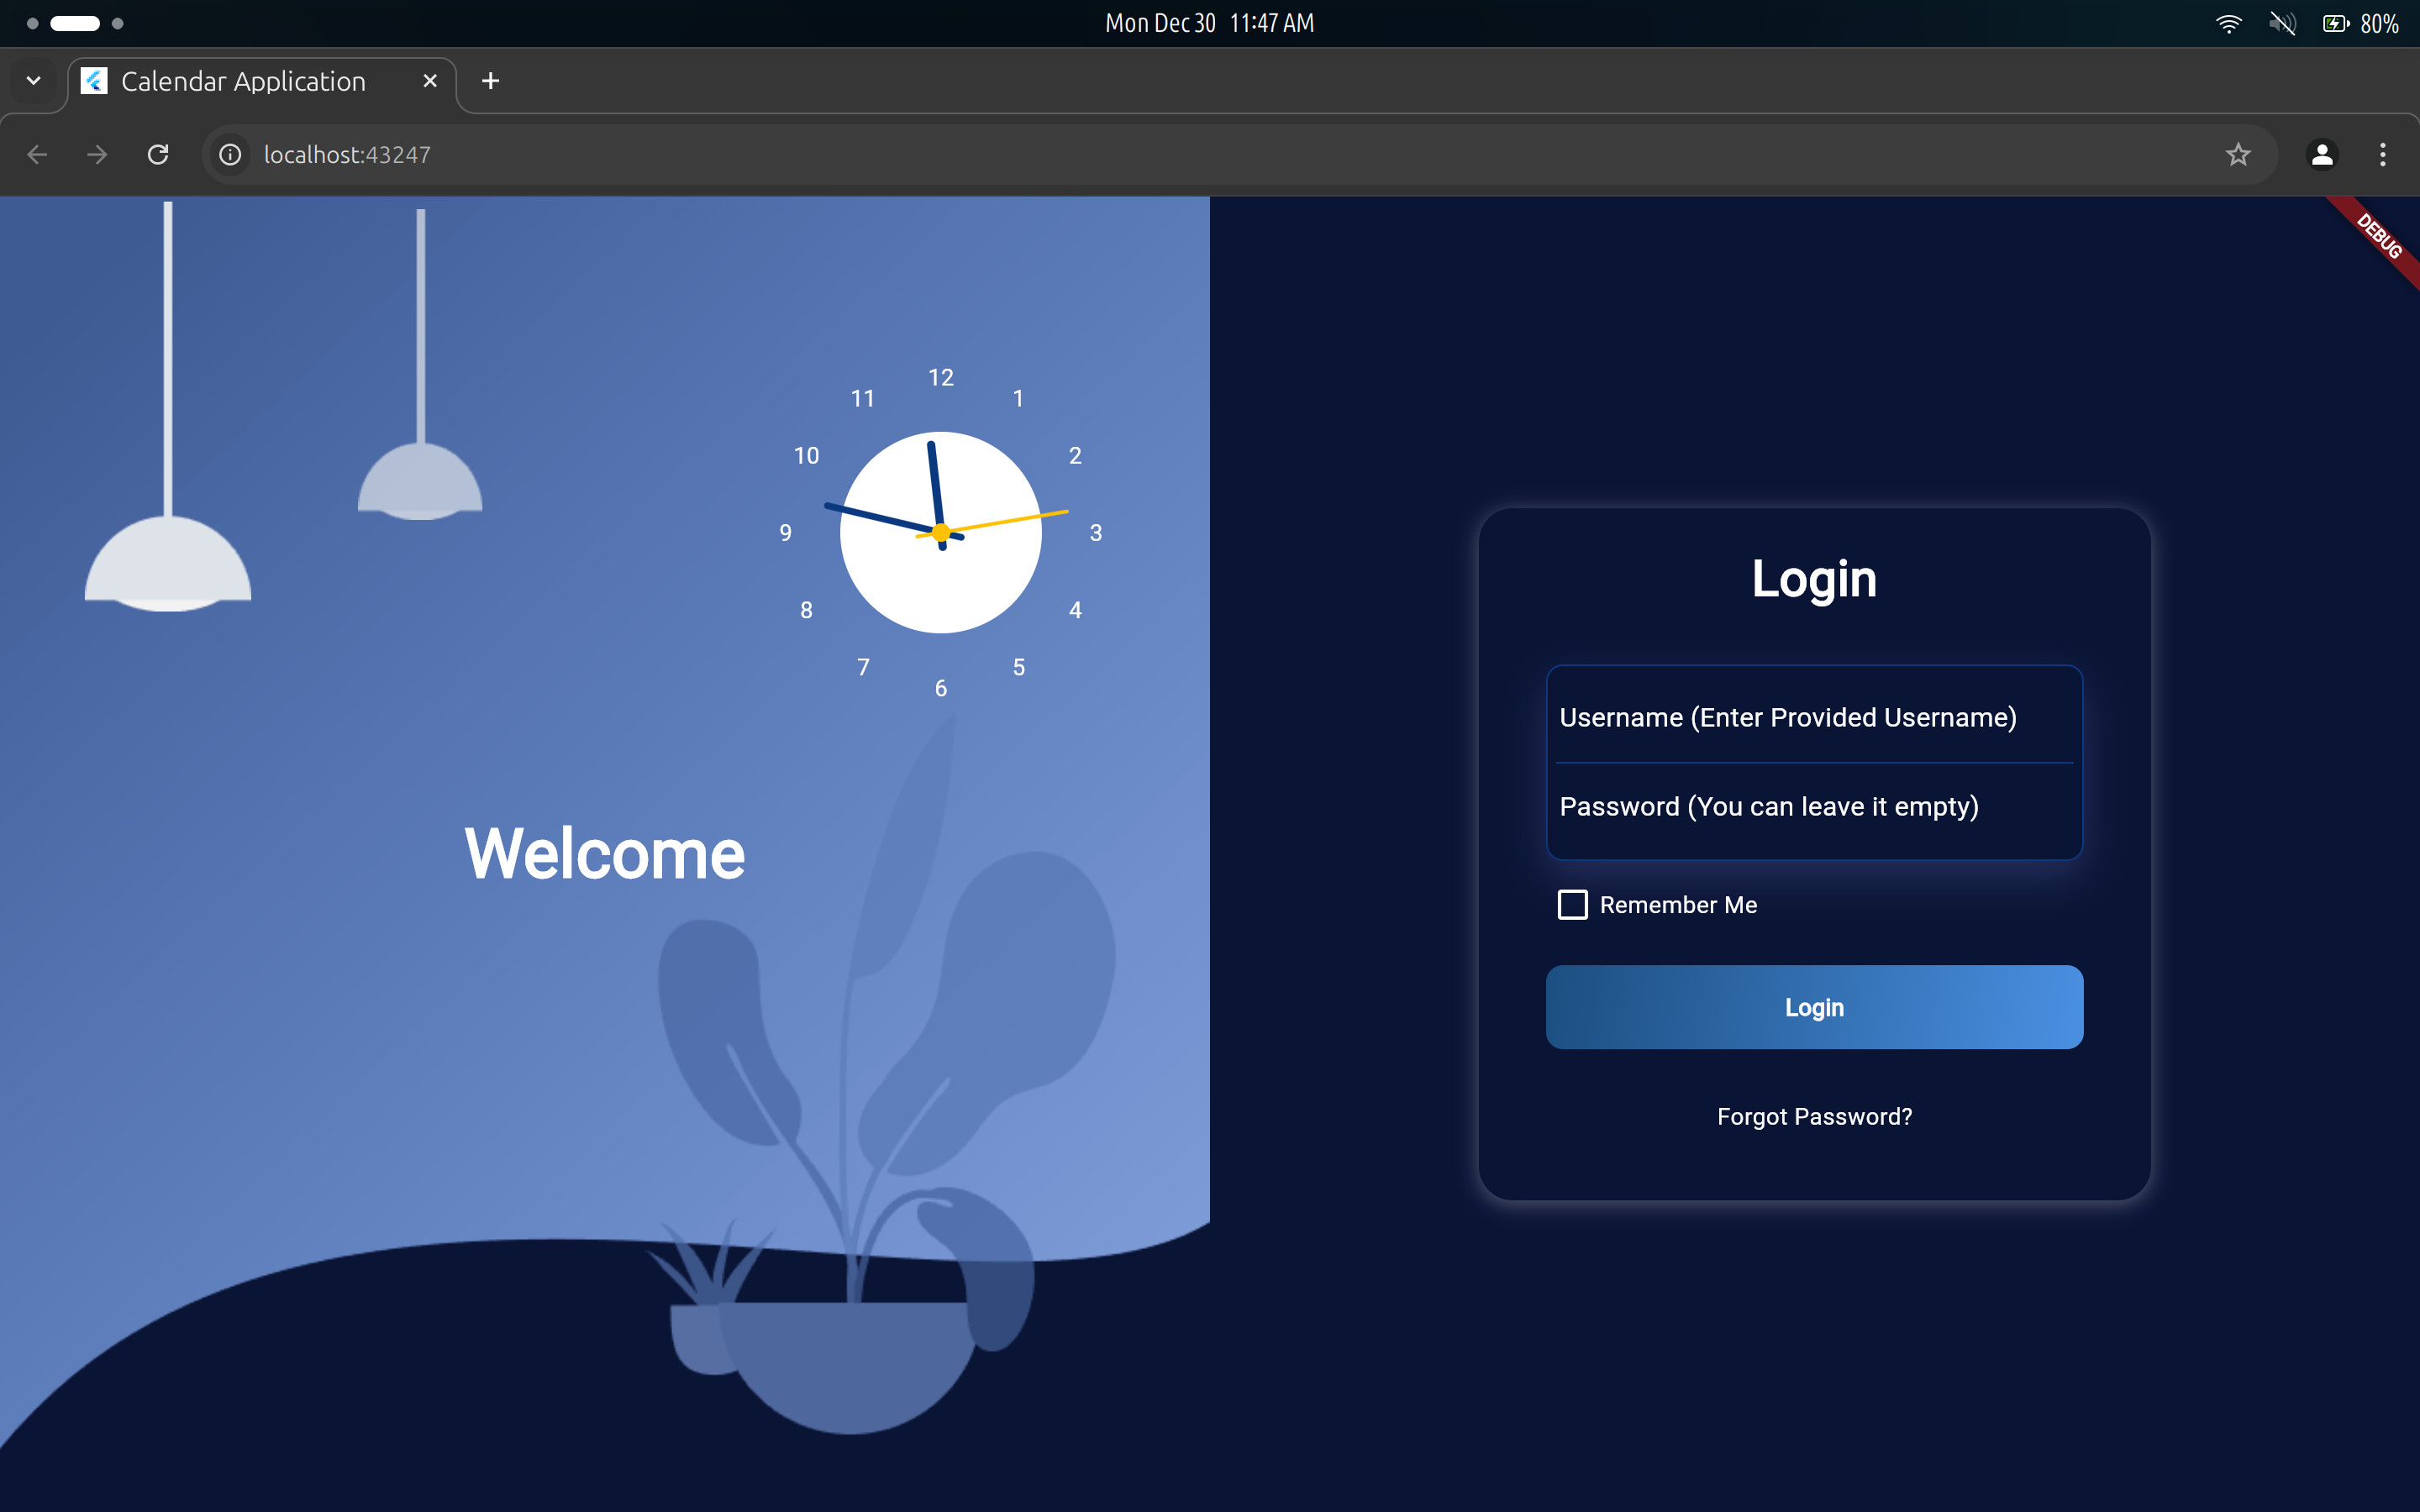 Mon Dec 30 11:47 AM
80%
Calendar Application
localhost:43247
DEBUG
12
11
1
10
2
9
3
8
4
7
5
6
Welcome
Login
Username (Enter Provided Username)
Password (You can leave it empty)
Remember Me
Login
Forgot Password?